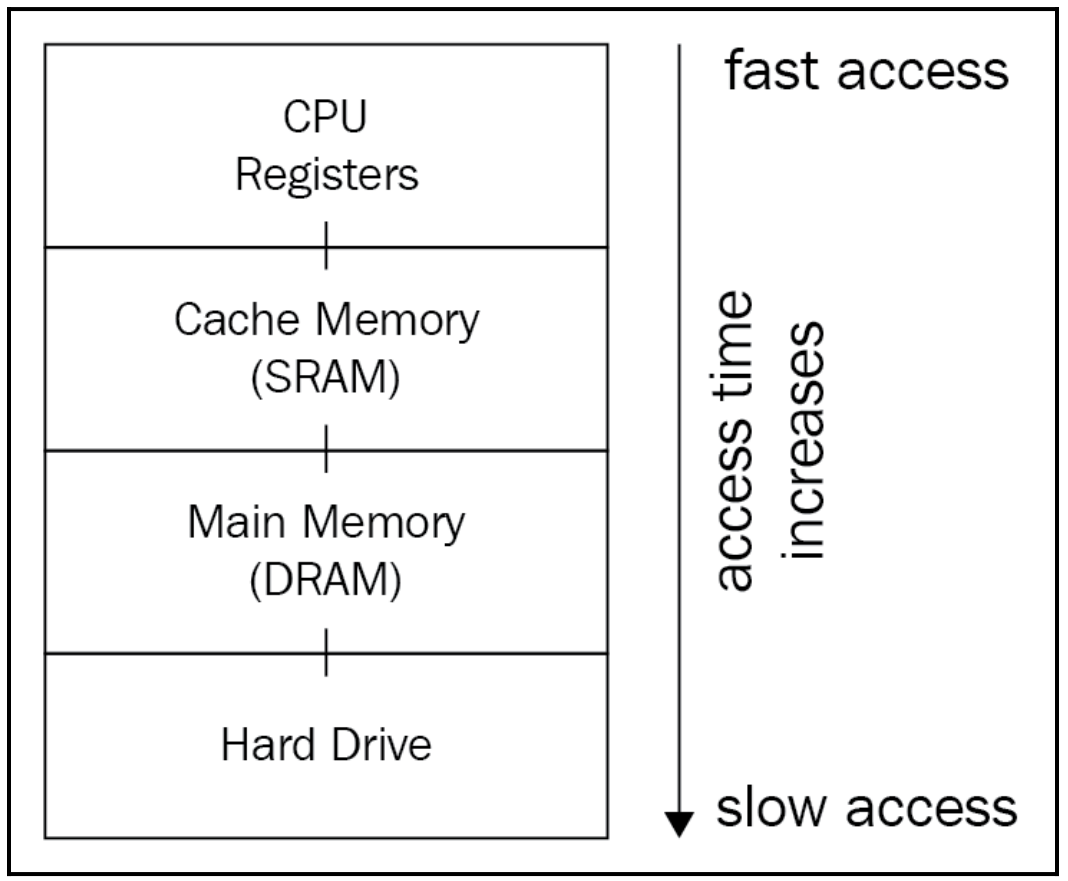 CPU
Registers
Cache Memory
(SRAM)
Main Memory
(DRAM)
Hard Drive
fast access
access time
increases
slow access